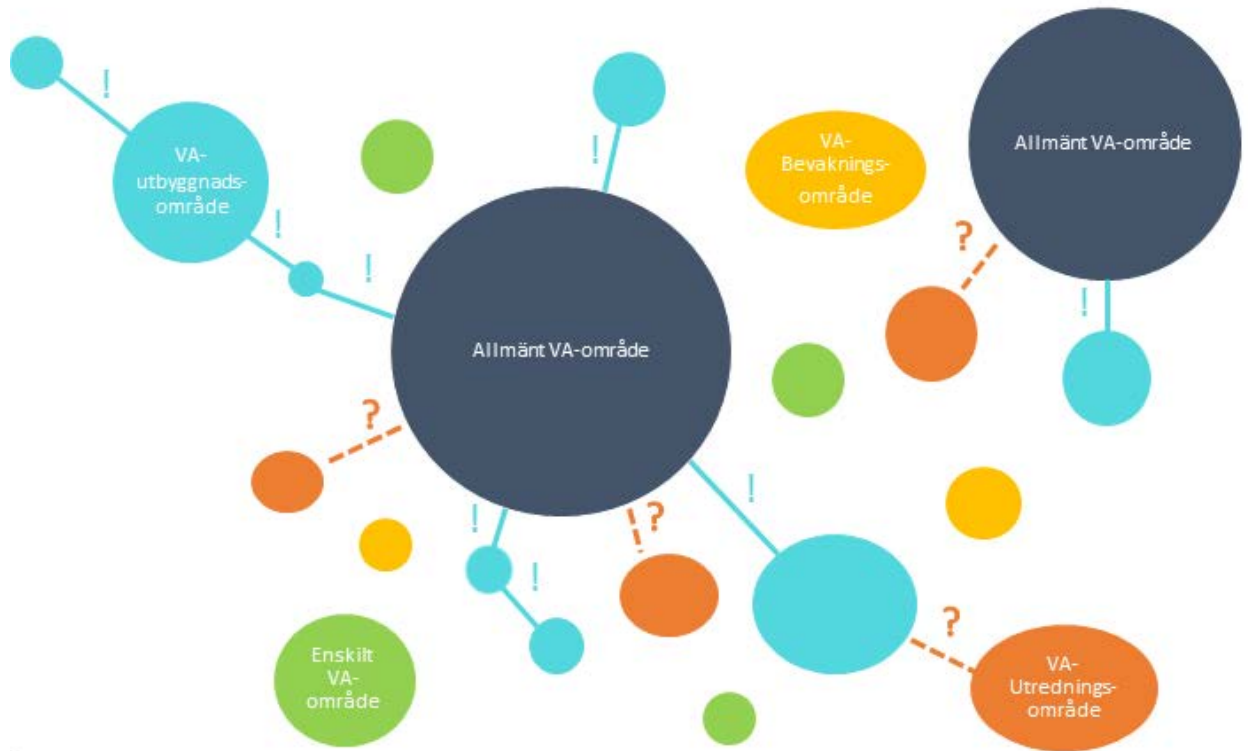 !
!
VA-
utbyggnads-
område
VA-
Bevaknings-
område
Allmänt VA-område
!
!
?
!
Allmänt VA-område
?
!
!
?
!
?
Enskilt
VA-
område
VA-
Utrednings-
område